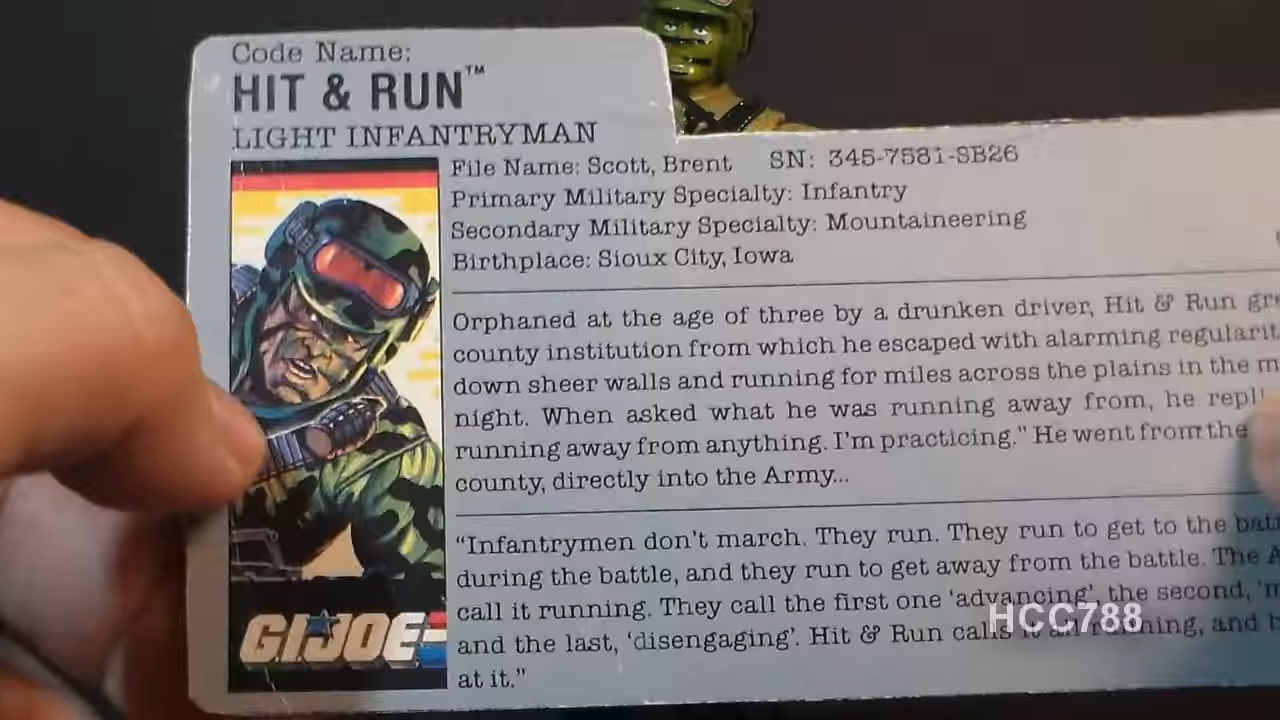 Code Name:
HIT & RUN™
LIGHT INFANTRYMAN
File Name: Scott, Brent SN: 345-7581-SB26
Primary Military Specialty: Infantry
Secondary Military Specialty: Mountaineering
Birthplace: Sioux City, Iowa
Orphaned at the age of three by a drunken driver, Hit & Run
county institution from which he escaped with alarming
down sheer walls and running for miles across the plains in the
night. When asked what he was running away from, he
running away from anything. I'm practicing." He went from the
county, directly into the Army...
"Infantrymen don't march. They run. They run to get to the
during the battle, and they run to get away from the battle. The
call it running. They call the first one 'advancing', the second,
and the last, 'disengaging'. Hit & Run calls it all running, and
at it."
GI JOE
HCC788